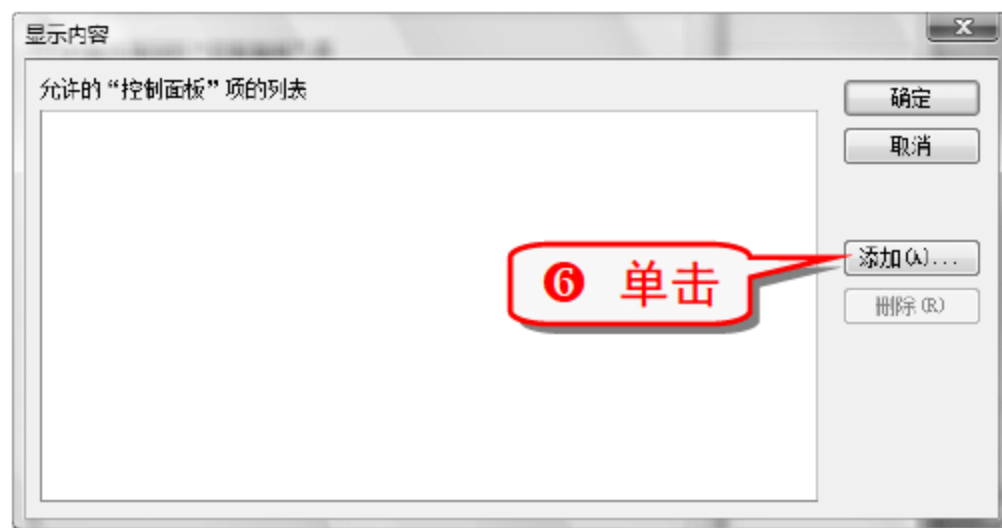 显示内容
允许的“控制面板”项的列表
确定
取消
添加(A)...
❻ 单击
删除(R)